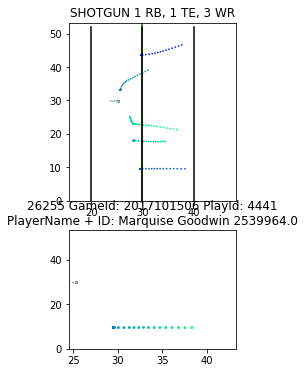 SHOTGUN 1 RB, 1 TE, 3 WR
50
40
30
20
10
0
20 30 40
26255 GameId: 2017101506 PlayId: 4441
PlayerName + ID: Marquise Goodwin 2539964.0
40
20
0
25 30 35 40